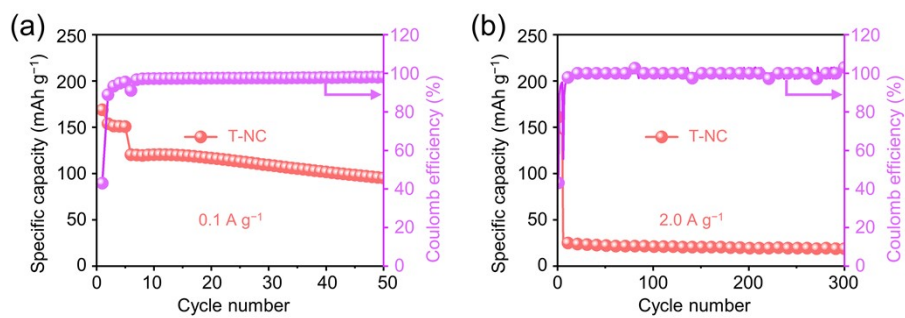 (a)
Specific capacity (mAh g⁻¹)
250
200
150
100
50
0
T-NC
0.1 A g⁻¹
120
100
80
60
40
20
0
Coulomb efficiency (%)
0 10 20 30 40 50
Cycle number
(b)
Specific capacity (mAh g⁻¹)
250
200
150
100
50
0
T-NC
2.0 A g⁻¹
120
100
80
60
40
20
0
Coulomb efficiency (%)
0 100 200 300
Cycle number